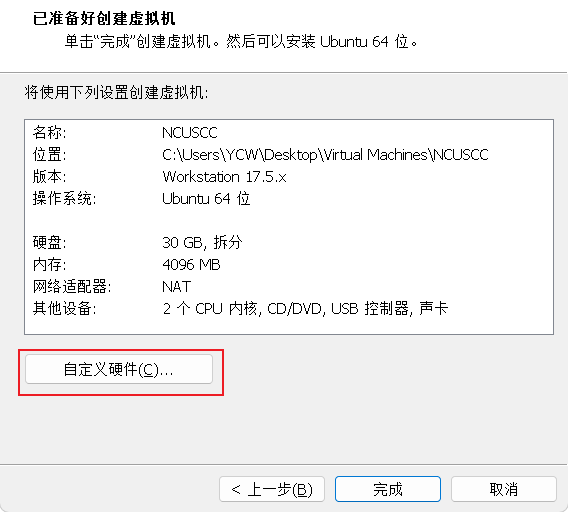 已准备好创建虚拟机
单击“完成”创建虚拟机。然后可以安装 Ubuntu 64 位。
将使用下列设置创建虚拟机:
名称: NCUSCC
位置: C:\Users\YCW\Desktop\Virtual Machines\NCUSCC
版本: Workstation 17.5.x
操作系统: Ubuntu 64 位
硬盘: 30 GB, 拆分
内存: 4096 MB
网络适配器: NAT
其他设备: 2 个 CPU 内核, CD/DVD, USB 控制器, 声卡
自定义硬件(C)...
< 上一步(B) 完成 取消